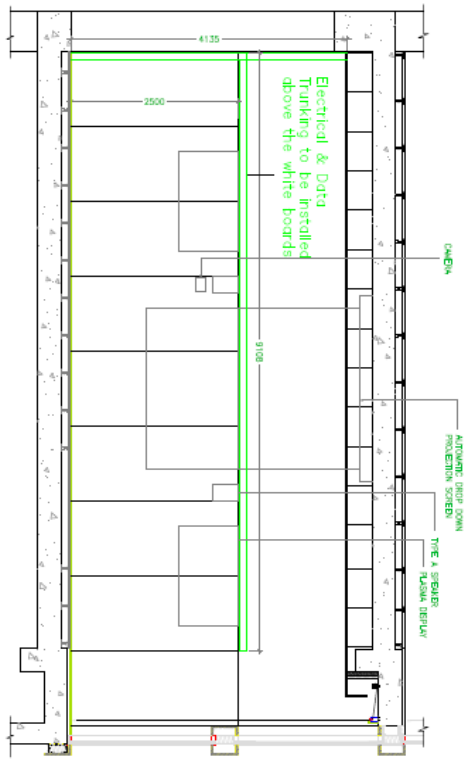 4135
2500
Electrical & Data
Trunking to be installed
above the white boards
CAMERA
9108
AUTOMATIC DROP DOWN
PROJECTION SCREEN
TYPE A SPEAKER
PLASMA DISPLAY